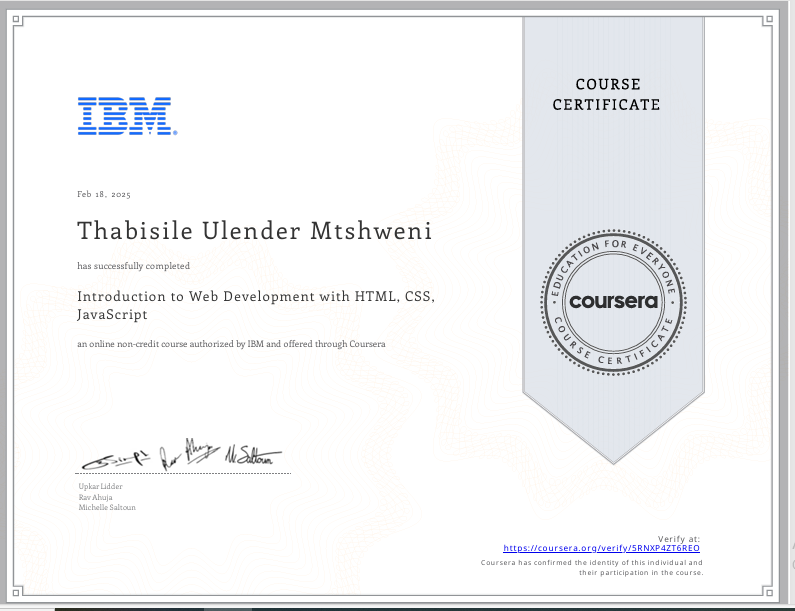 COURSE
CERTIFICATE
IBM®
Feb 18, 2025
Thabisile Ulender Mtshweni
has successfully completed
Introduction to Web Development with HTML, CSS,
JavaScript
an online non-credit course authorized by IBM and offered through Coursera
EDUCATION FOR EVERYONE
coursera
COURSE CERTIFICATE
Upkar Lidder
Rav Ahuja
Michelle Saltoun
Verify at:
https://coursera.org/verify/5RNXP4ZT6REO
Coursera has confirmed the identity of this individual and
their participation in the course.